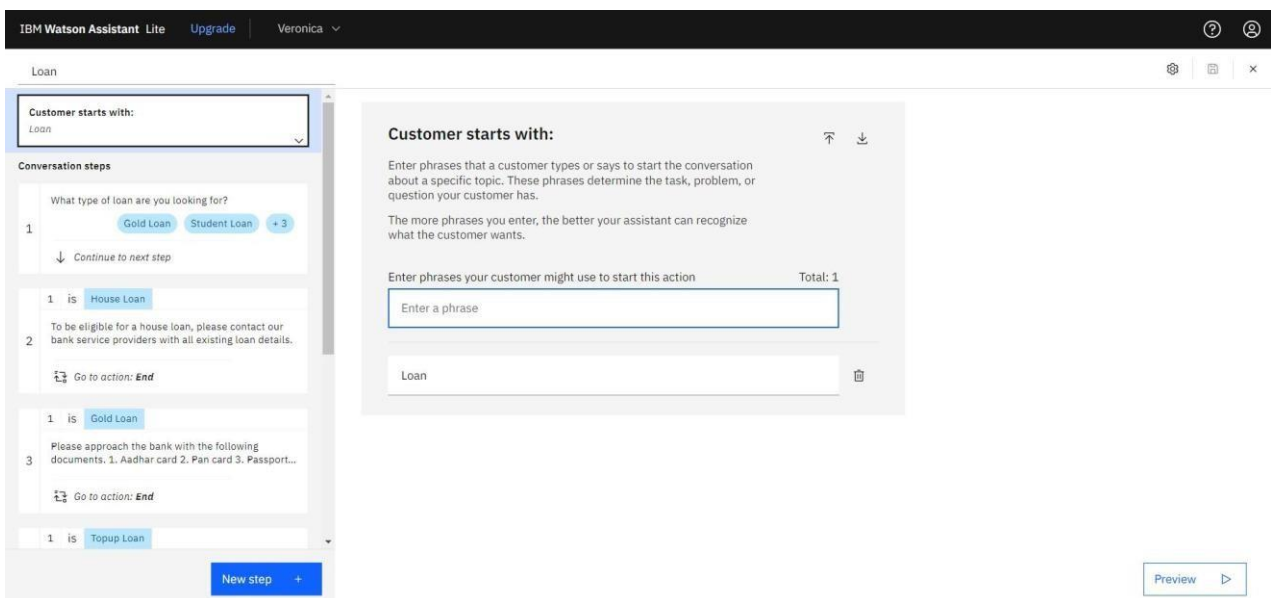 IBM Watson Assistant Lite Upgrade Veronica
Loan
Customer starts with:
Loan
Conversation steps
1
What type of loan are you looking for?
Gold Loan Student Loan + 3
Continue to next step
1 is House Loan
2
To be eligible for a house loan, please contact our
bank service providers with all existing loan details.
Go to action: End
1 is Gold Loan
3
Please approach the bank with the following
documents. 1. Aadhar card 2. Pan card 3. Passport...
Go to action: End
1 is Topup Loan
New step +
Customer starts with:
Enter phrases that a customer types or says to start the conversation
about a specific topic. These phrases determine the task, problem, or
question your customer has.
The more phrases you enter, the better your assistant can recognize
what the customer wants.
Enter phrases your customer might use to start this action Total: 1
Enter a phrase
Loan
Preview